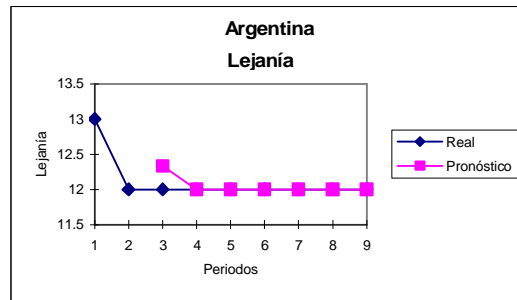 Argentina
Lejanía
13.5
13
12.5
12
11.5
Lejanía
1 2 3 4 5 6 7 8 9
Periodos
Real
Pronóstico